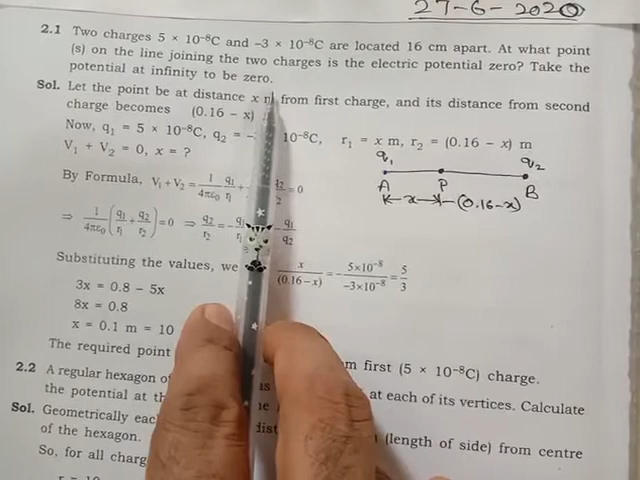 27-6-2020
2.1 Two charges 5 × 10⁻⁸C and –3 × 10⁻⁸C are located 16 cm apart. At what point
(s) on the line joining the two charges is the electric potential zero? Take the
potential at infinity to be zero.
Sol. Let the point be at distance x m from first charge, and its distance from second
charge becomes (0.16 – x)
Now, q₁ = 5 × 10⁻⁸C, q₂ = – 10⁻⁸C, r₁ = x m, r₂ = (0.16 – x) m
V₁ + V₂ = 0, x = ?
q₁ q₂
A P B
x (0.16-x)
By Formula, V₁+V₂ = 1/4πε₀ q₁/r₁ + =0
⇒ 1/4πε₀ (q₁/r₁ + q₂/r₂) = 0 ⇒ q₂/r₂ = – q₁/r₁ q₁/q₂
Substituting the values, we x/(0.16–x) = – 5×10⁻⁸/–3×10⁻⁸ = 5/3
3x = 0.8 – 5x
8x = 0.8
x = 0.1 m = 10
The required point m first (5 × 10⁻⁸C) charge.
2.2 A regular hexagon of at each of its vertices. Calculate
the potential at th
Sol. Geometrically eac dist (length of side) from centre
of the hexagon.
So, for all charg